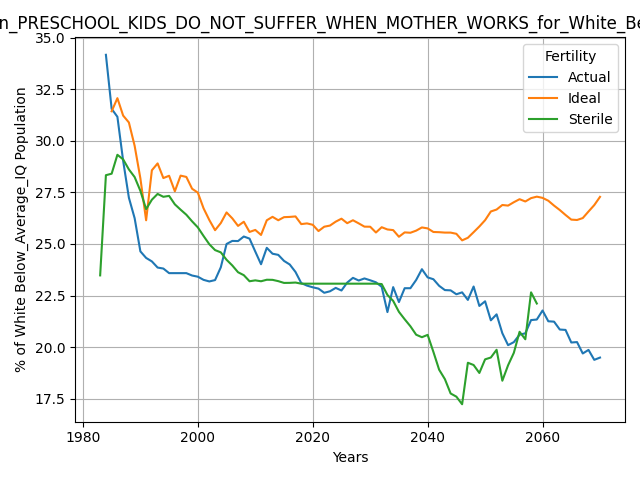 n_PRESCHOOL_KIDS_DO_NOT_SUFFER_WHEN_MOTHER_WORKS_for_White_Be
35.0
32.5
30.0
27.5
25.0
22.5
20.0
17.5
% of White Below_Average_IQ Population
Fertility
Actual
Ideal
Sterile
1980
2000
2020
2040
2060
Years